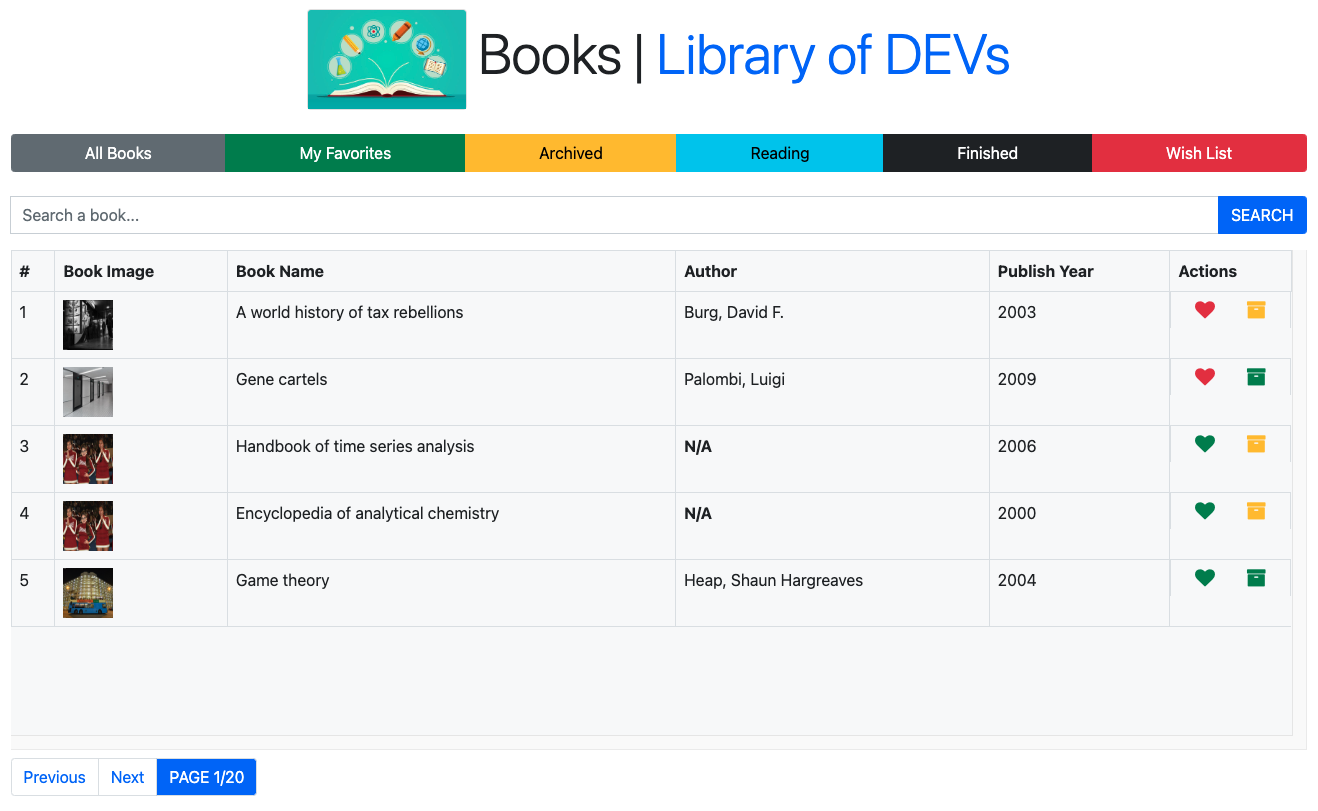 Books | Library of DEVs
All Books My Favorites Archived Reading Finished Wish List
Search a book... SEARCH
# Book Image Book Name Author Publish Year Actions
1 A world history of tax rebellions Burg, David F. 2003
2 Gene cartels Palombi, Luigi 2009
3 Handbook of time series analysis N/A 2006
4 Encyclopedia of analytical chemistry N/A 2000
5 Game theory Heap, Shaun Hargreaves 2004
Previous Next PAGE 1/20